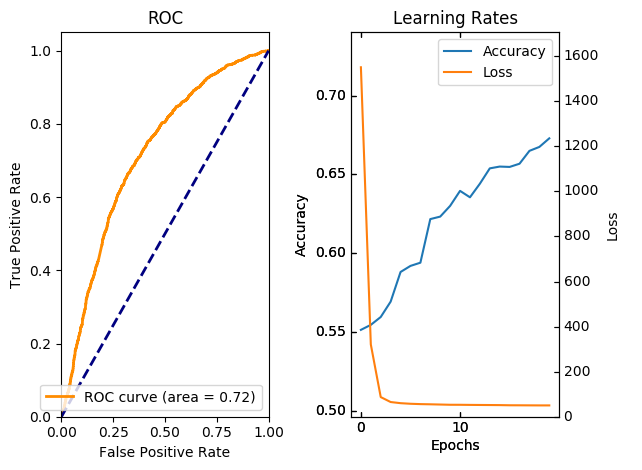 ROC
True Positive Rate
1.0
0.8
0.6
0.4
0.2
0.0
0.00
0.25
0.50
0.75
1.00
False Positive Rate
ROC curve (area = 0.72)
Learning Rates
Accuracy
Loss
Accuracy
0.70
0.65
0.60
0.55
0.50
0
10
Epochs
1600
1400
1200
1000
800
600
400
200
0
Loss